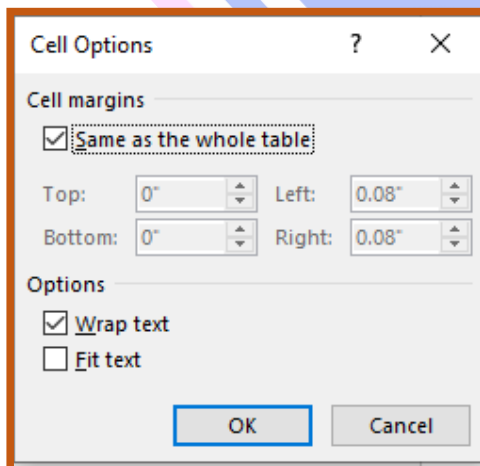 Cell Options ? ×
Cell margins
Same as the whole table
Top: 0" Left: 0.08"
Bottom: 0" Right: 0.08"
Options
Wrap text
Fit text
OK Cancel